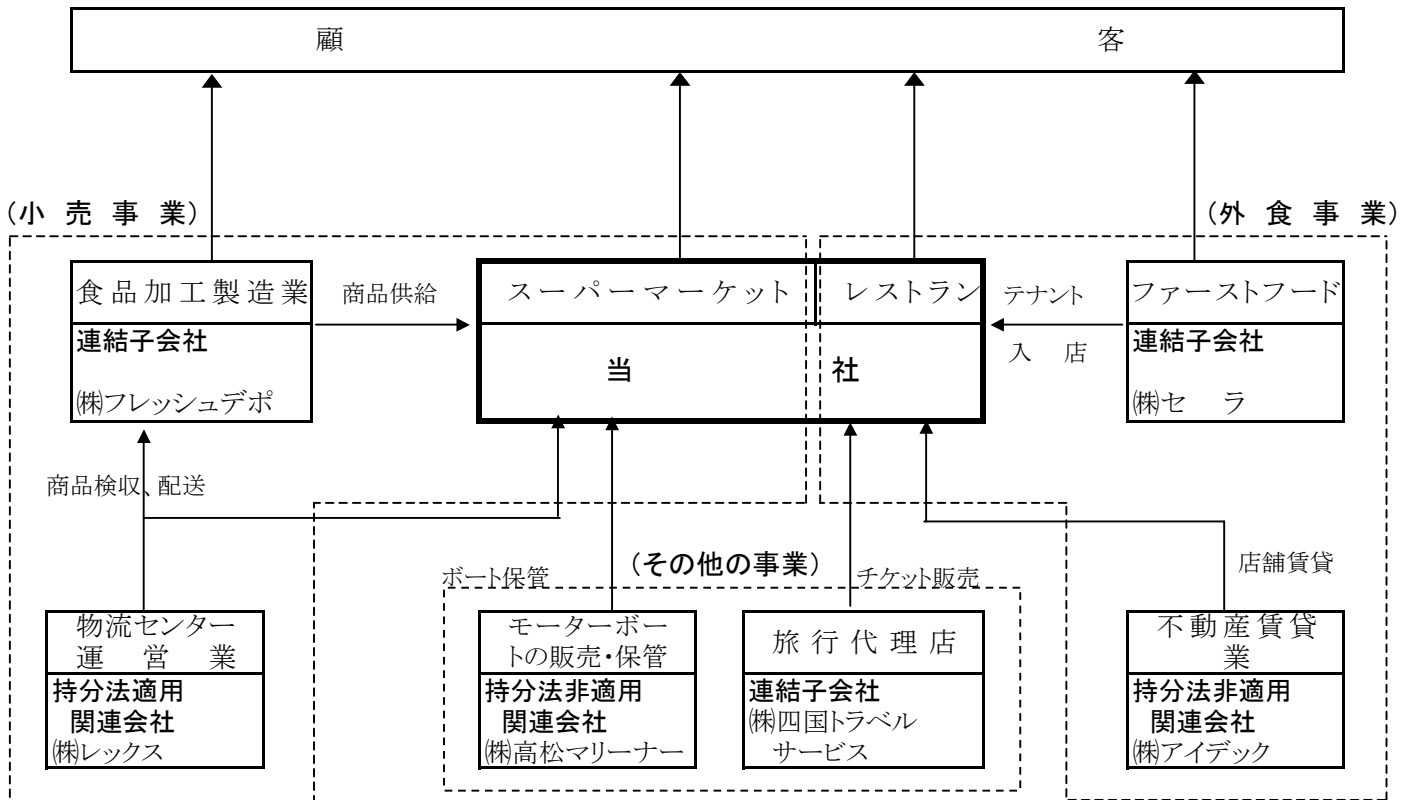 顧 客
(小 売 事 業)
(外 食 事 業)
食品加工製造業
連結子会社
㈱フレッシュデポ
商品供給
スーパーマーケット
レストラン
当 社
テナント
入 店
ファーストフード
連結子会社
㈱セ ラ
商品検収、配送
(その他の事業)
ボート保管
チケット販売
店舗賃貸
物流センター
運 営 業
持分法適用
関連会社
㈱レックス
モーターボー
トの販売・保管
持分法非適用
関連会社
㈱高松マリーナー
旅行代理店
連結子会社
㈱四国トラベル
サービス
不動産賃貸
業
持分法非適用
関連会社
㈱アイデック